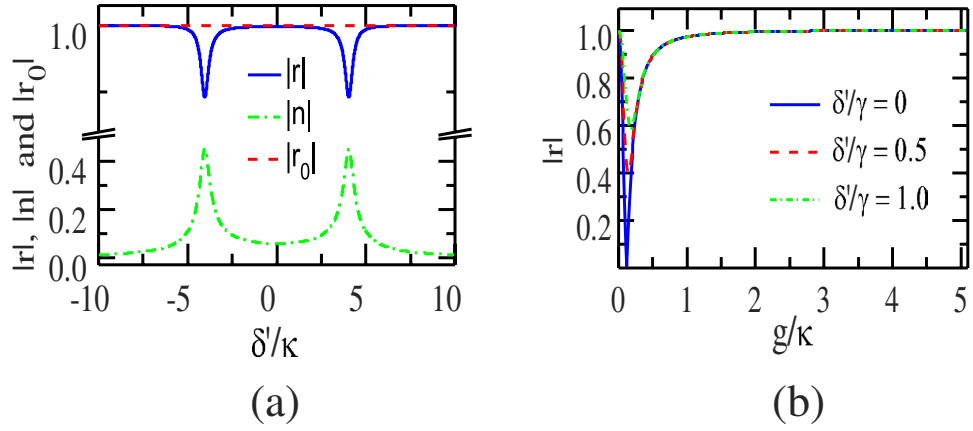 |r|, |n| and |r₀|
1.0
0.4
0.2
0.0
|r|
|n|
|r₀|
-10 -5 0 5 10
δ'/κ
(a)
|r|
1.0
0.8
0.6
0.4
0.2
δ'/γ = 0
δ'/γ = 0.5
δ'/γ = 1.0
0 1 2 3 4 5
g/κ
(b)